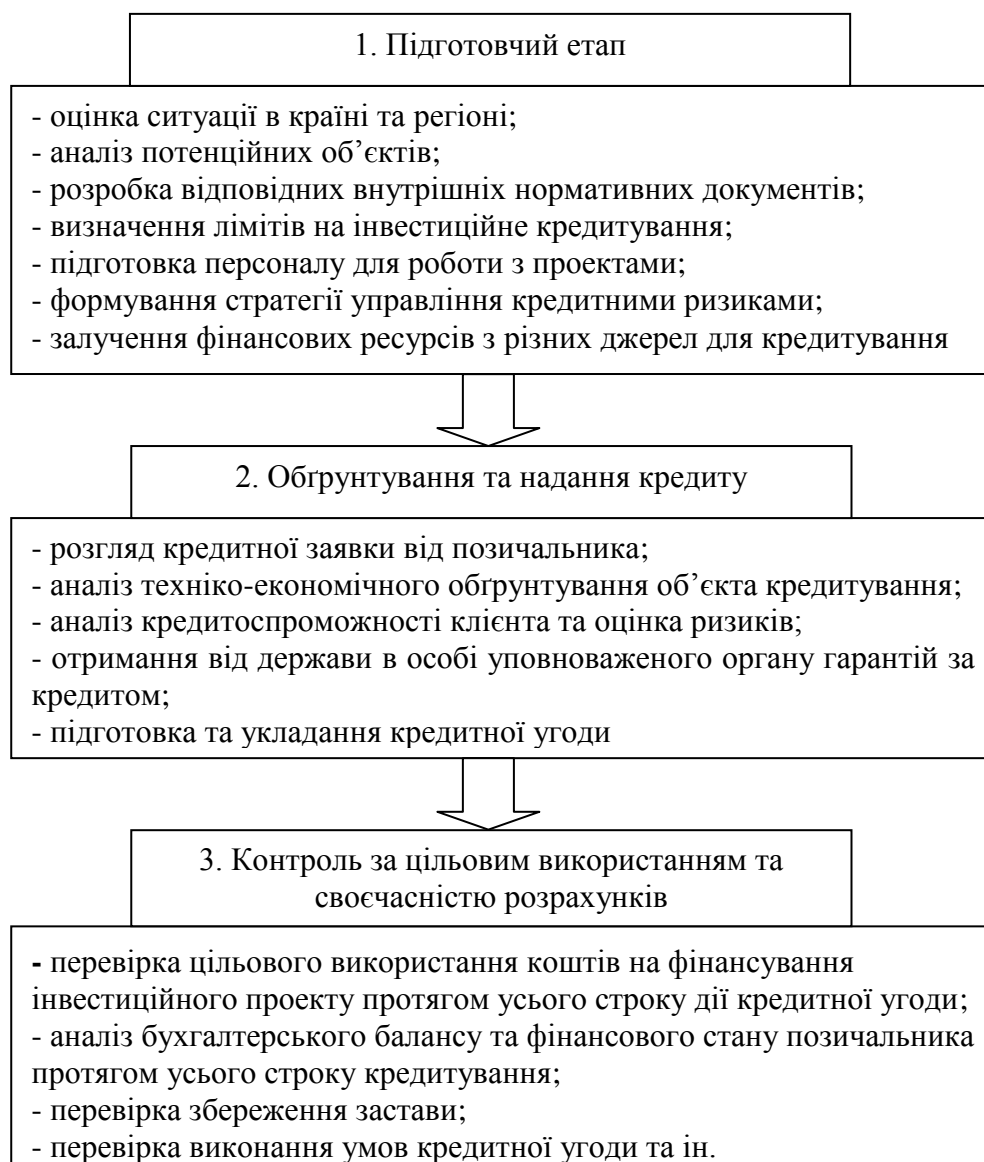 1. Підготовчий етап
- оцінка ситуації в країні та регіоні;
- аналіз потенційних об’єктів;
- розробка відповідних внутрішніх нормативних документів;
- визначення лімітів на інвестиційне кредитування;
- підготовка персоналу для роботи з проектами;
- формування стратегії управління кредитними ризиками;
- залучення фінансових ресурсів з різних джерел для кредитування
2. Обґрунтування та надання кредиту
- розгляд кредитної заявки від позичальника;
- аналіз техніко-економічного обґрунтування об’єкта кредитування;
- аналіз кредитоспроможності клієнта та оцінка ризиків;
- отримання від держави в особі уповноваженого органу гарантій за
кредитом;
- підготовка та укладання кредитної угоди
3. Контроль за цільовим використанням та
своєчасністю розрахунків
- перевірка цільового використання коштів на фінансування
інвестиційного проекту протягом усього строку дії кредитної угоди;
- аналіз бухгалтерського балансу та фінансового стану позичальника
протягом усього строку кредитування;
- перевірка збереження застави;
- перевірка виконання умов кредитної угоди та ін.